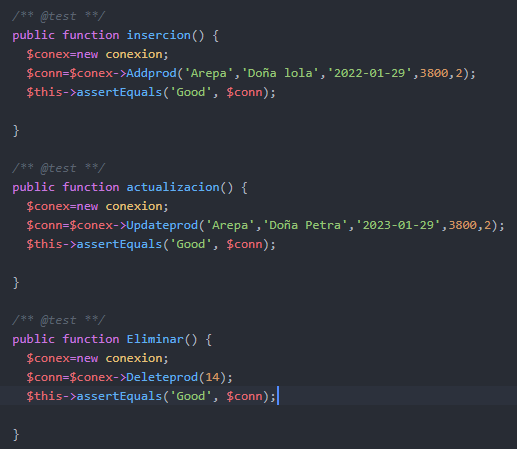 /** @test **/
public function insercion() {
$conex=new conexion;
$conn=$conex->Addprod('Arepa','Doña lola','2022-01-29',3800,2);
$this->assertEquals('Good', $conn);
}
/** @test **/
public function actualizacion() {
$conex=new conexion;
$conn=$conex->Updateprod('Arepa','Doña Petra','2023-01-29',3800,2);
$this->assertEquals('Good', $conn);
}
/** @test **/
public function Eliminar() {
$conex=new conexion;
$conn=$conex->Deleteprod(14);
$this->assertEquals('Good', $conn);
}